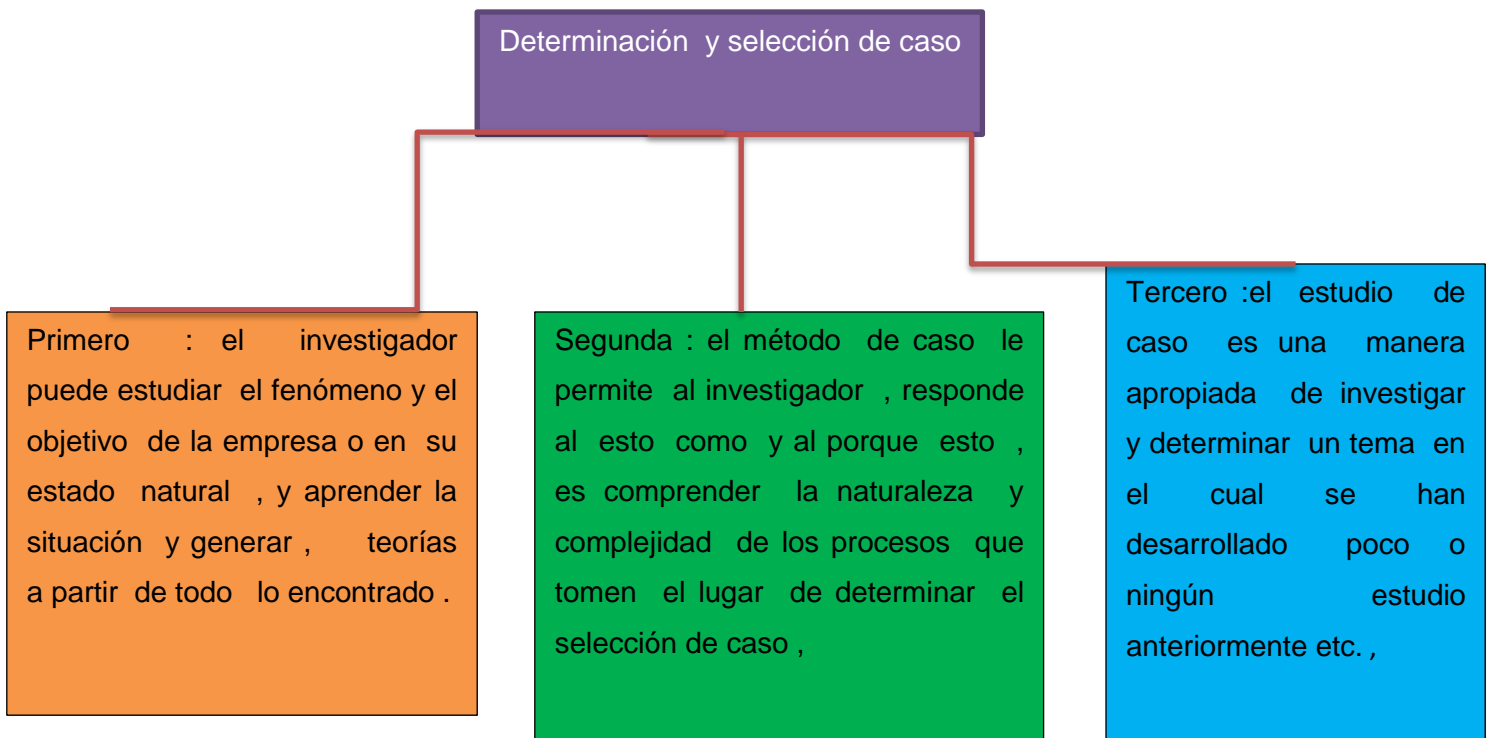 Determinación y selección de caso
Primero : el investigador
puede estudiar el fenómeno y el
objetivo de la empresa o en su
estado natural , y aprender la
situación y generar , teorías
a partir de todo lo encontrado .
Segunda : el método de caso le
permite al investigador , responde
al esto como y al porque esto ,
es comprender la naturaleza y
complejidad de los procesos que
tomen el lugar de determinar el
selección de caso ,
Tercero :el estudio de
caso es una manera
apropiada de investigar
y determinar un tema en
el cual se han
desarrollado poco o
ningún estudio
anteriormente etc. ,